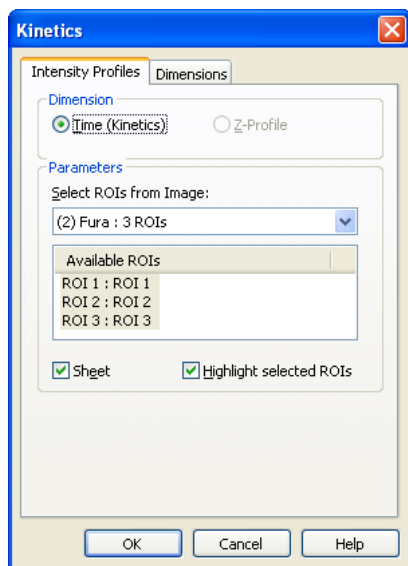 Kinetics
Intensity Profiles Dimensions
Dimension
Time (Kinetics) Z-Profile
Parameters
Select ROIs from Image:
(2) Fura : 3 ROIs
Available ROIs
ROI 1 : ROI 1
ROI 2 : ROI 2
ROI 3 : ROI 3
Sheet Highlight selected ROIs
OK Cancel Help